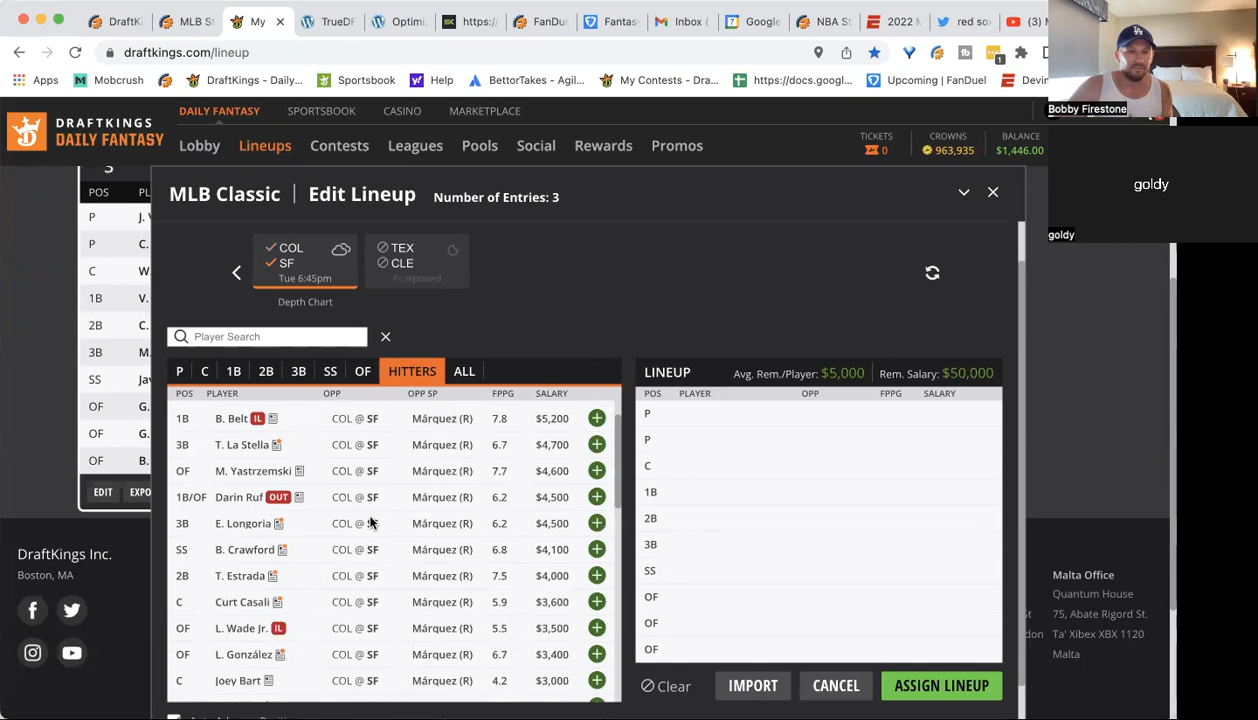 DraftK
MLB St
My
TrueDF
Optimi.
https:/
FanDue
Fantas
Inbox (
Google
NBA St
2022 M
red sox
(3) M
draftkings.com/lineup
1
Apps
Mobcrush
DraftKings - Daily...
Sportsbook
Help
BettorTakes - Agil...
My Contests - Dra...
https://docs.googl...
Upcoming | FanDuel
Devin
Bobby Firestone
goldy
goldy
DRAFTKINGS
DAILY FANTASY
DAILY FANTASY SPORTSBOOK CASINO MARKETPLACE
Lobby Lineups Contests Leagues Pools Social Rewards Promos
TICKETS CROWNS BALANCE
0 963,935 $1,446.00
3
POS PL
P J. V
P C.
C W.
1B V.
2B C.
3B M.
SS Jav
OF G.
OF G.
OF B.
EDIT EXPO
MLB Classic | Edit Lineup Number of Entries: 3
COL
SF
Tue 6:45pm
TEX
CLE
Postponed
Depth Chart
Player Search
P C 1B 2B 3B SS OF HITTERS ALL
POS PLAYER OPP OPP SP FPPG SALARY
1B B. Belt IL COL @ SF Márquez (R) 7.8 $5,200
3B T. La Stella COL @ SF Márquez (R) 6.7 $4,700
OF M. Yastrzemski COL @ SF Márquez (R) 7.7 $4,600
1B/OF Darin Ruf OUT COL @ SF Márquez (R) 6.2 $4,500
3B E. Longoria COL @ Márquez (R) 6.2 $4,500
SS B. Crawford COL @ SF Márquez (R) 6.8 $4,100
2B T. Estrada COL @ SF Márquez (R) 7.5 $4,000
C Curt Casali COL @ SF Márquez (R) 5.9 $3,600
OF L. Wade Jr. IL COL @ SF Márquez (R) 5.5 $3,500
OF L. González COL @ SF Márquez (R) 6.7 $3,400
C Joey Bart COL @ SF Márquez (R) 4.2 $3,000
LINEUP Avg. Rem./Player: $5,000 Rem. Salary: $50,000
POS PLAYER OPP FPPG SALARY
P
P
C
1B
2B
3B
SS
OF
OF
OF
Clear IMPORT CANCEL ASSIGN LINEUP
DraftKings Inc.
Boston, MA
Malta Office
Quantum House
75, Abate Rigord St.
Ta' Xibex XBX 1120
Malta